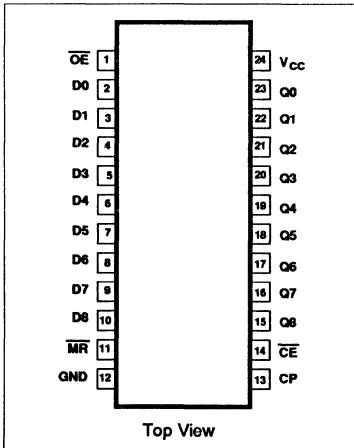 OE 1 24 VCC
D0 2 23 Q0
D1 3 22 Q1
D2 4 21 Q2
D3 5 20 Q3
D4 6 19 Q4
D5 7 18 Q5
D6 8 17 Q6
D7 9 16 Q7
D8 10 15 Q8
MR 11 14 CE
GND 12 13 CP
Top View